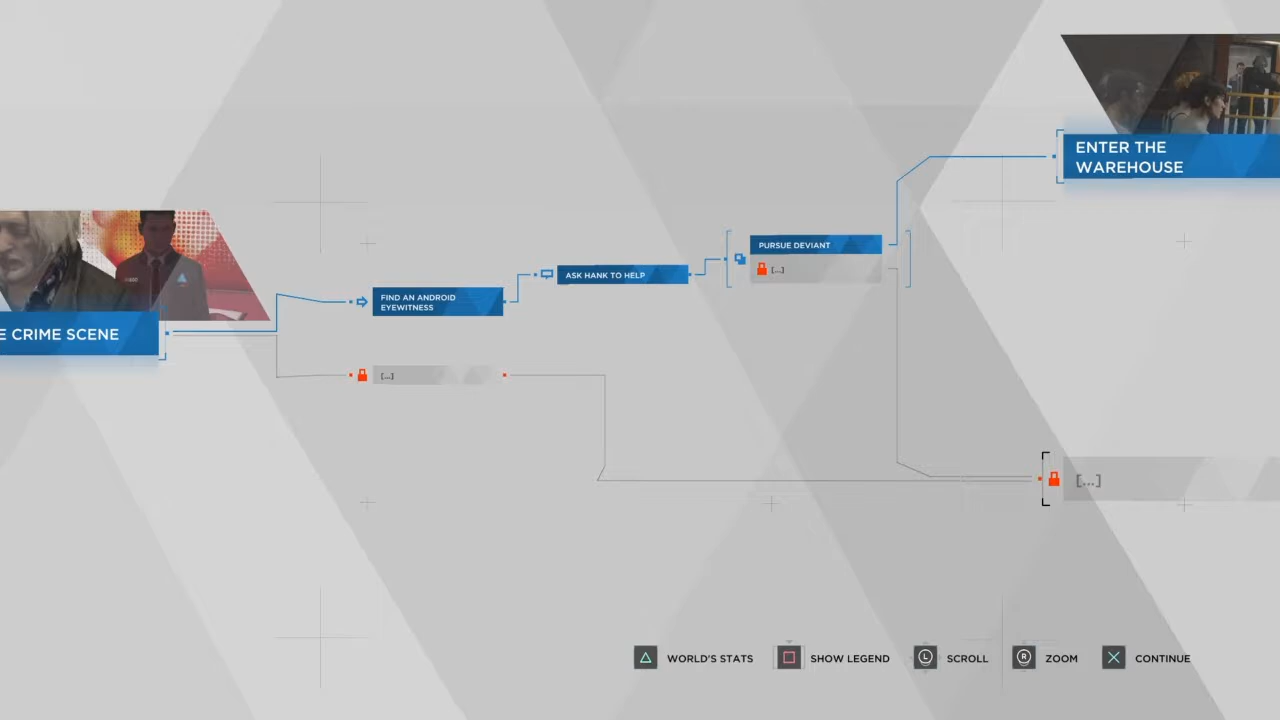 ENTER THE
WAREHOUSE
PURSUE DEVIANT
[...]
ASK HANK TO HELP
FIND AN ANDROID
EYEWITNESS
E CRIME SCENE
[...]
[...]
WORLD'S STATS
SHOW LEGEND
L
SCROLL
R
ZOOM
CONTINUE